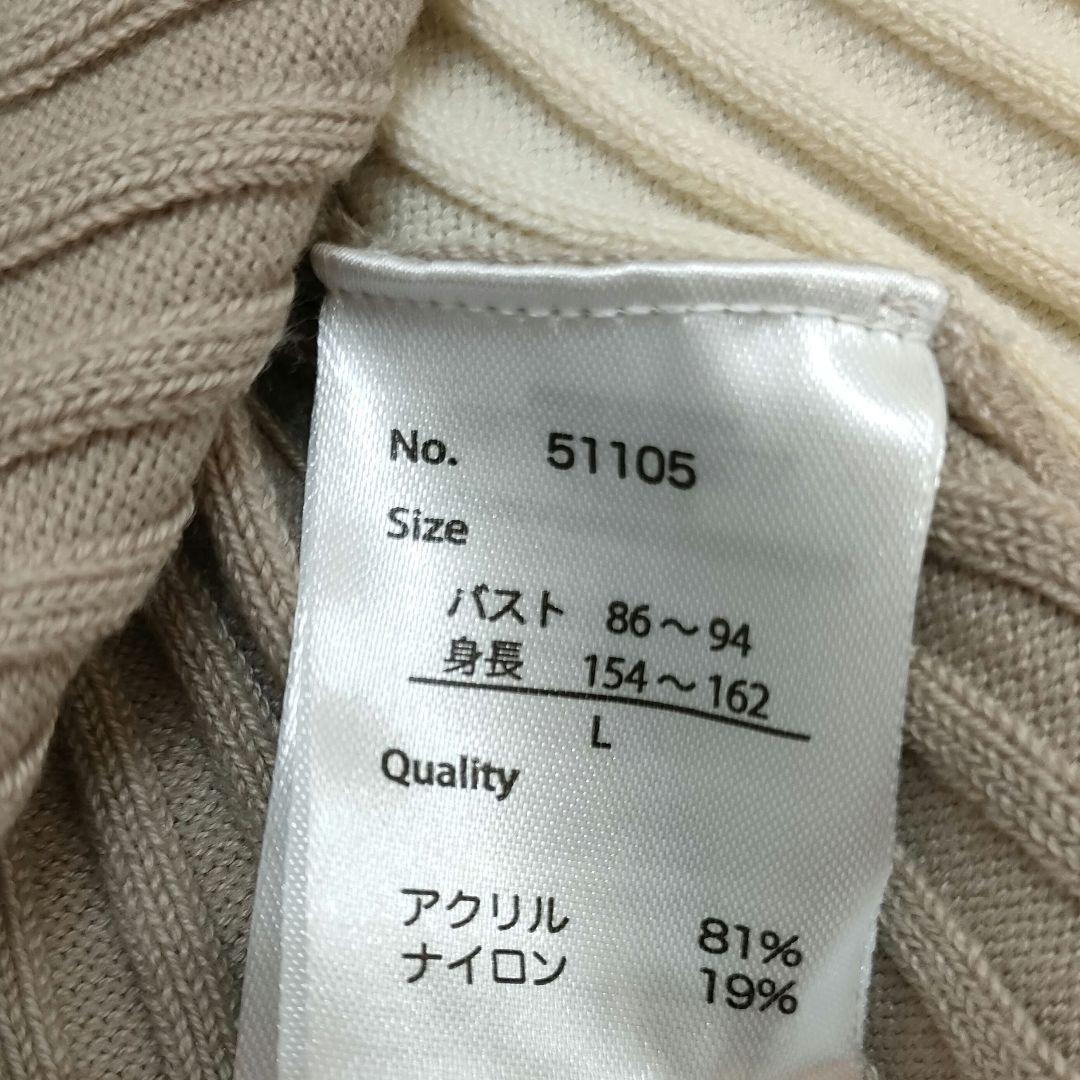 No. 51105
Size
バスト 86～94
身長 154～162
L
Quality
アクリル 81%
ナイロン 19%